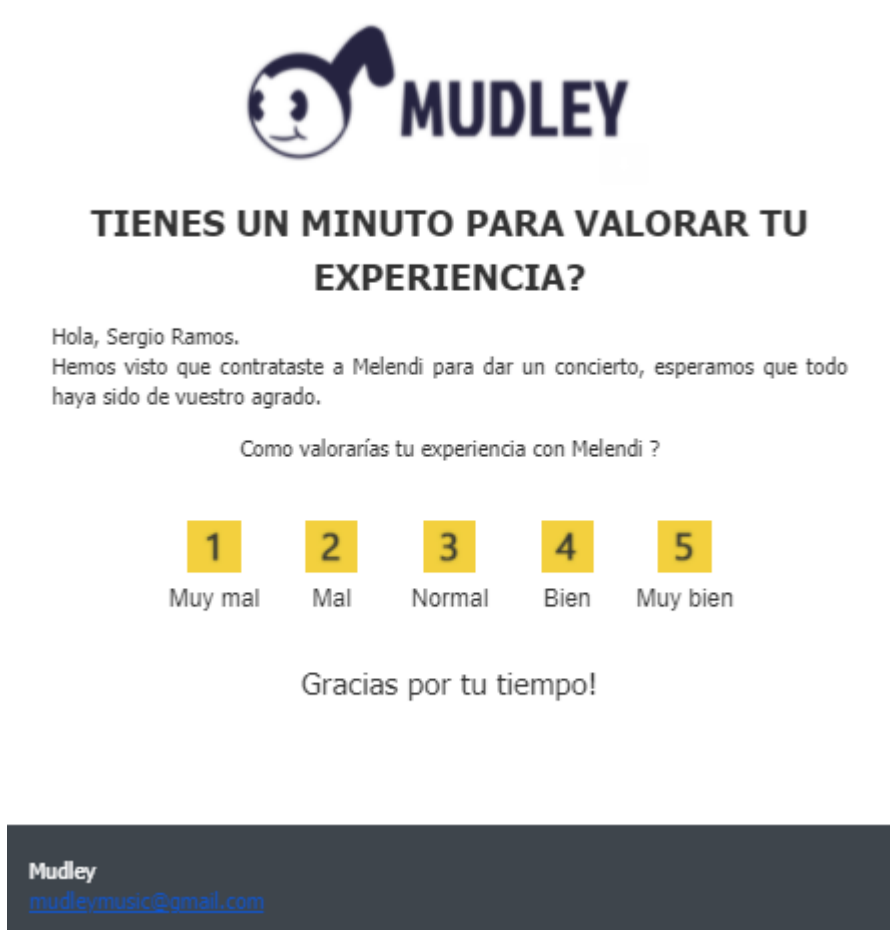 MUDLEY
TIENES UN MINUTO PARA VALORAR TU
EXPERIENCIA?
Hola, Sergio Ramos.
Hemos visto que contrataste a Melendi para dar un concierto, esperamos que todo
haya sido de vuestro agrado.
Como valorarías tu experiencia con Melendi ?
1 2 3 4 5
Muy mal Mal Normal Bien Muy bien
Gracias por tu tiempo!
Mudley
mudleymusic@gmail.com